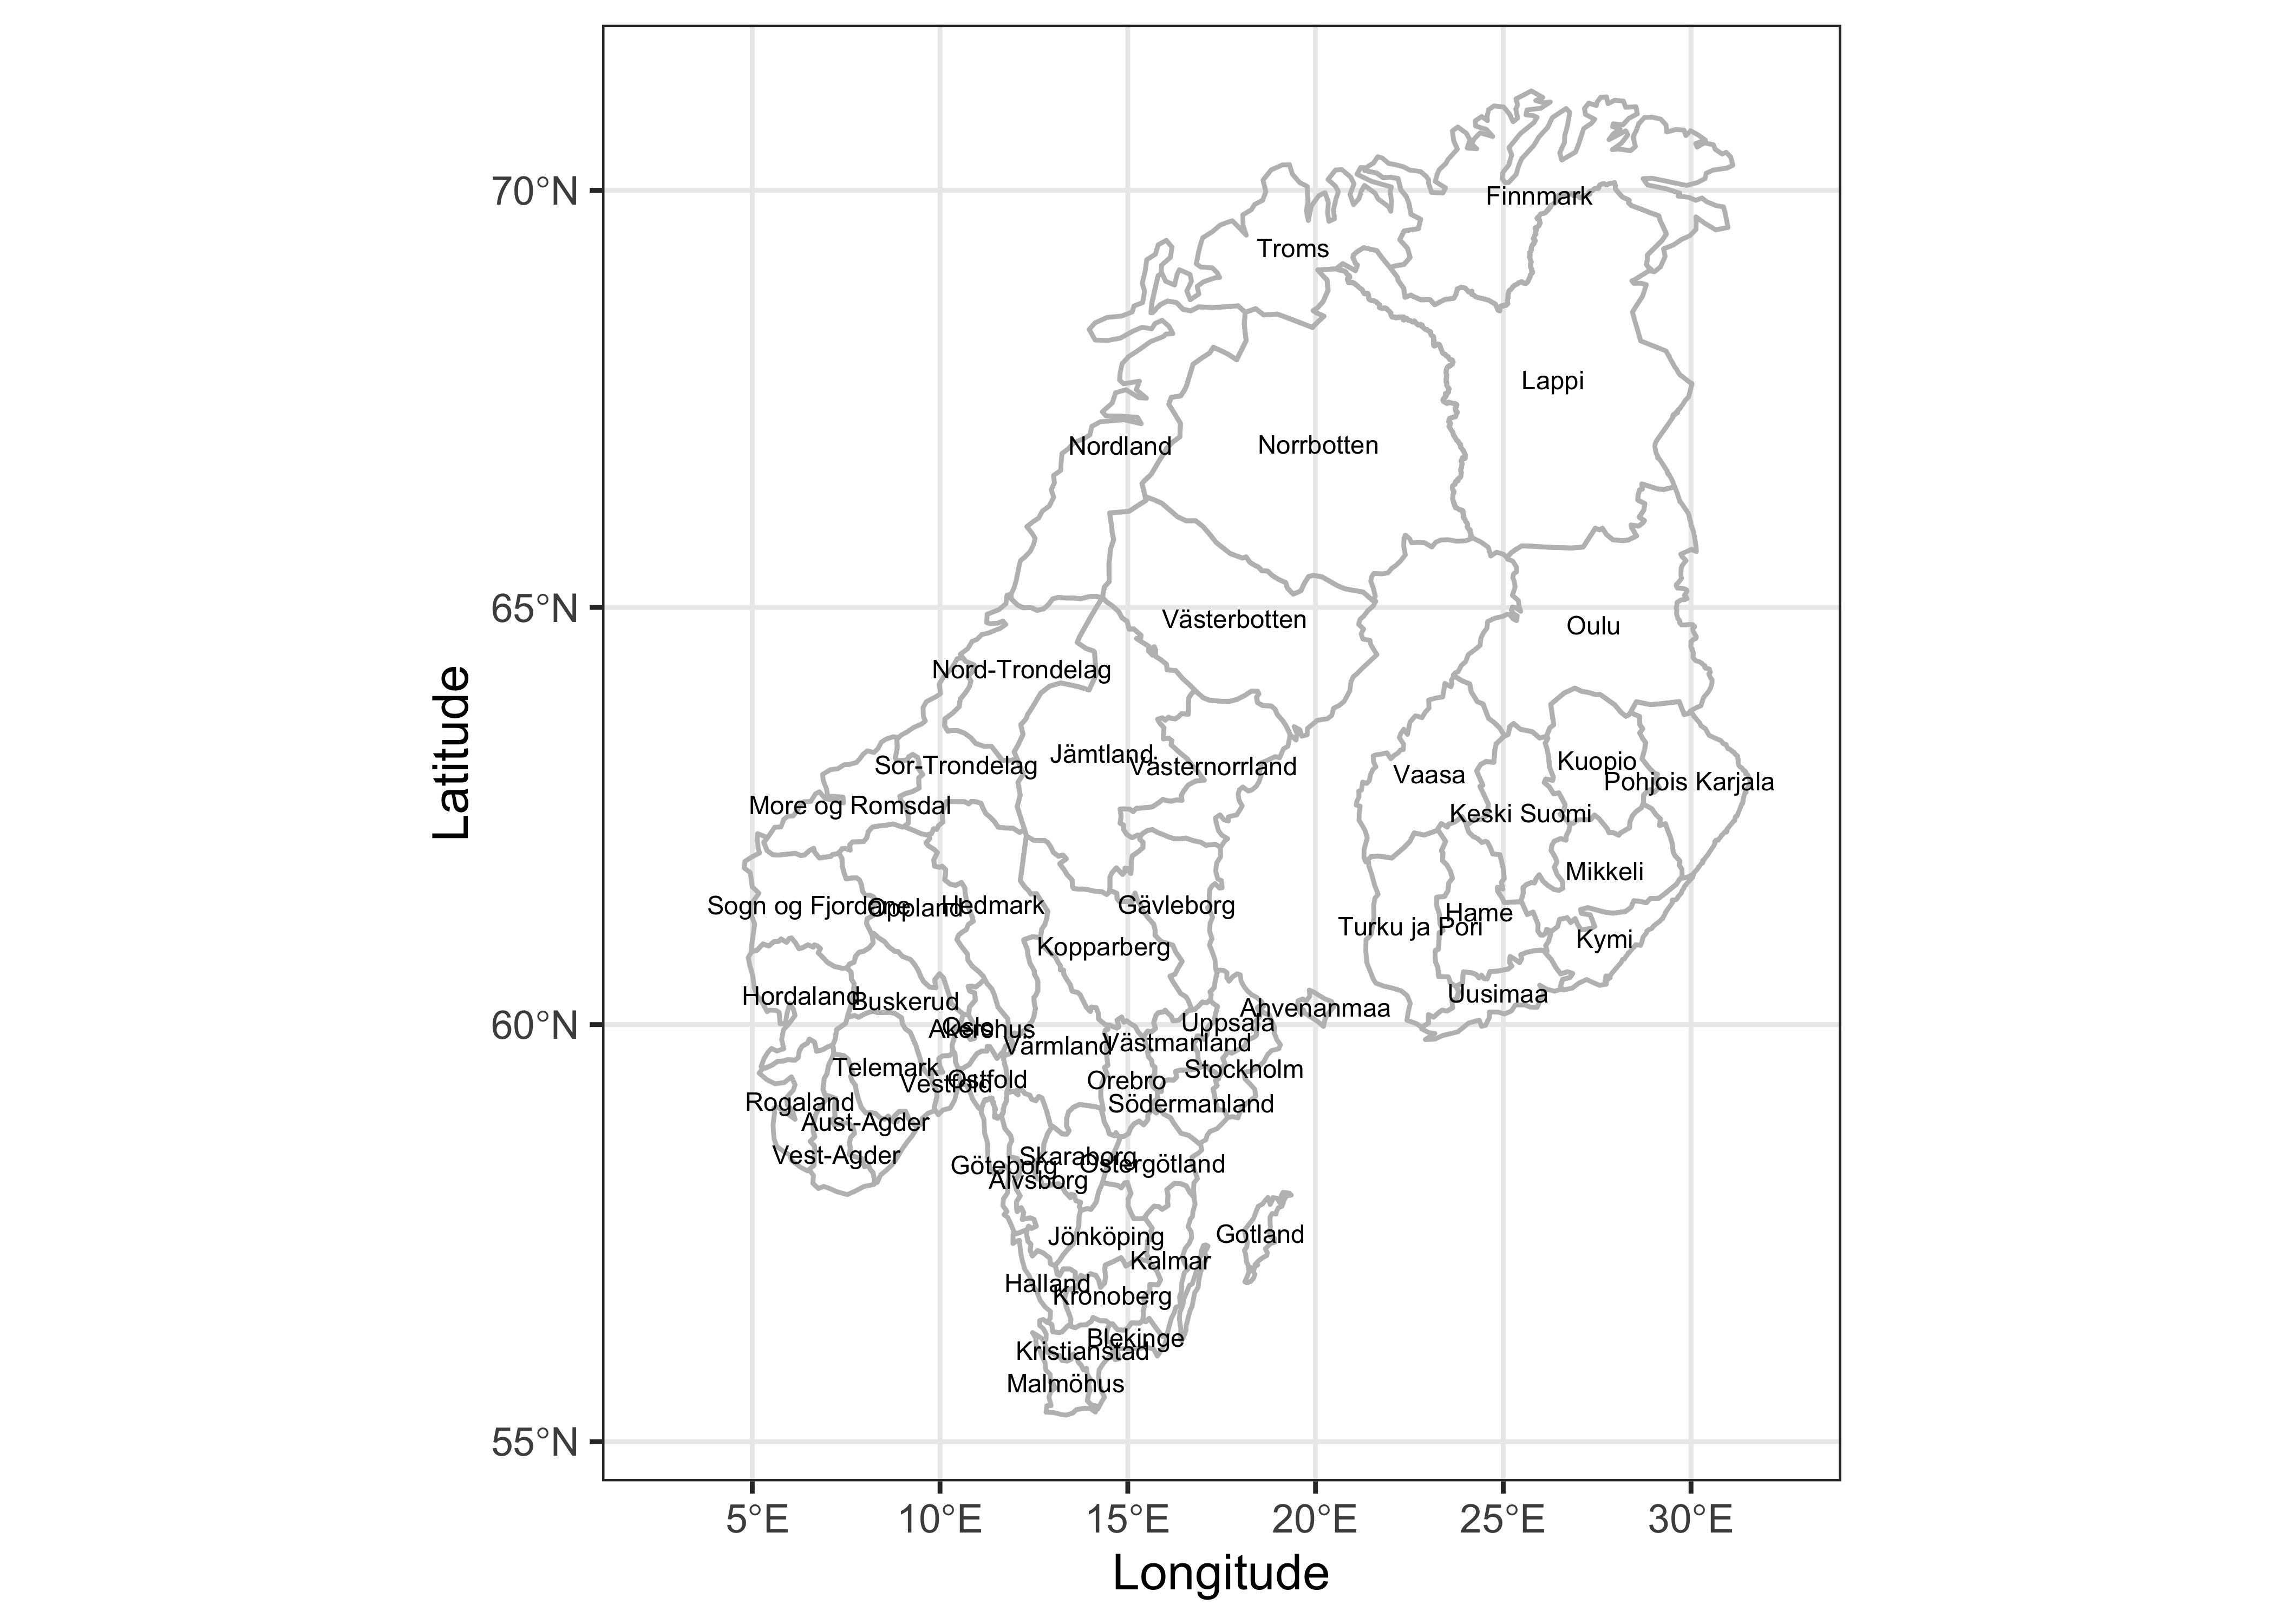 70°N
65°N
60°N
55°N
Latitude
Finnmark
Troms
Lappi
Nordland
Norrbotten
Västerbotten
Oulu
Nord-Trondelag
Jämtland
Sor-Trondelag
Västernorrland
Kuopio
Vaasa
Pohjois Karjala
More og Romsdal
Keski Suomi
Mikkeli
Sogn og Fjordane
Oppland
Hedmark
Gävleborg
Hame
Turku ja Pori
Kopparberg
Kymi
Hordaland
Buskerud
Uusimaa
Ahvenanmaa
Akershus
Oslo
Uppsala
Värmland
Västmanland
Telemark
Vestfold
Ostfold
Orebro
Stockholm
Rogaland
Södermanland
Aust-Agder
Vest-Agder
Skaraborg
Göteborg
Östergötland
Alvsborg
Jönköping
Gotland
Kalmar
Halland
Kronoberg
Blekinge
Kristianstad
Malmöhus
5°E
10°E
15°E
20°E
25°E
30°E
Longitude